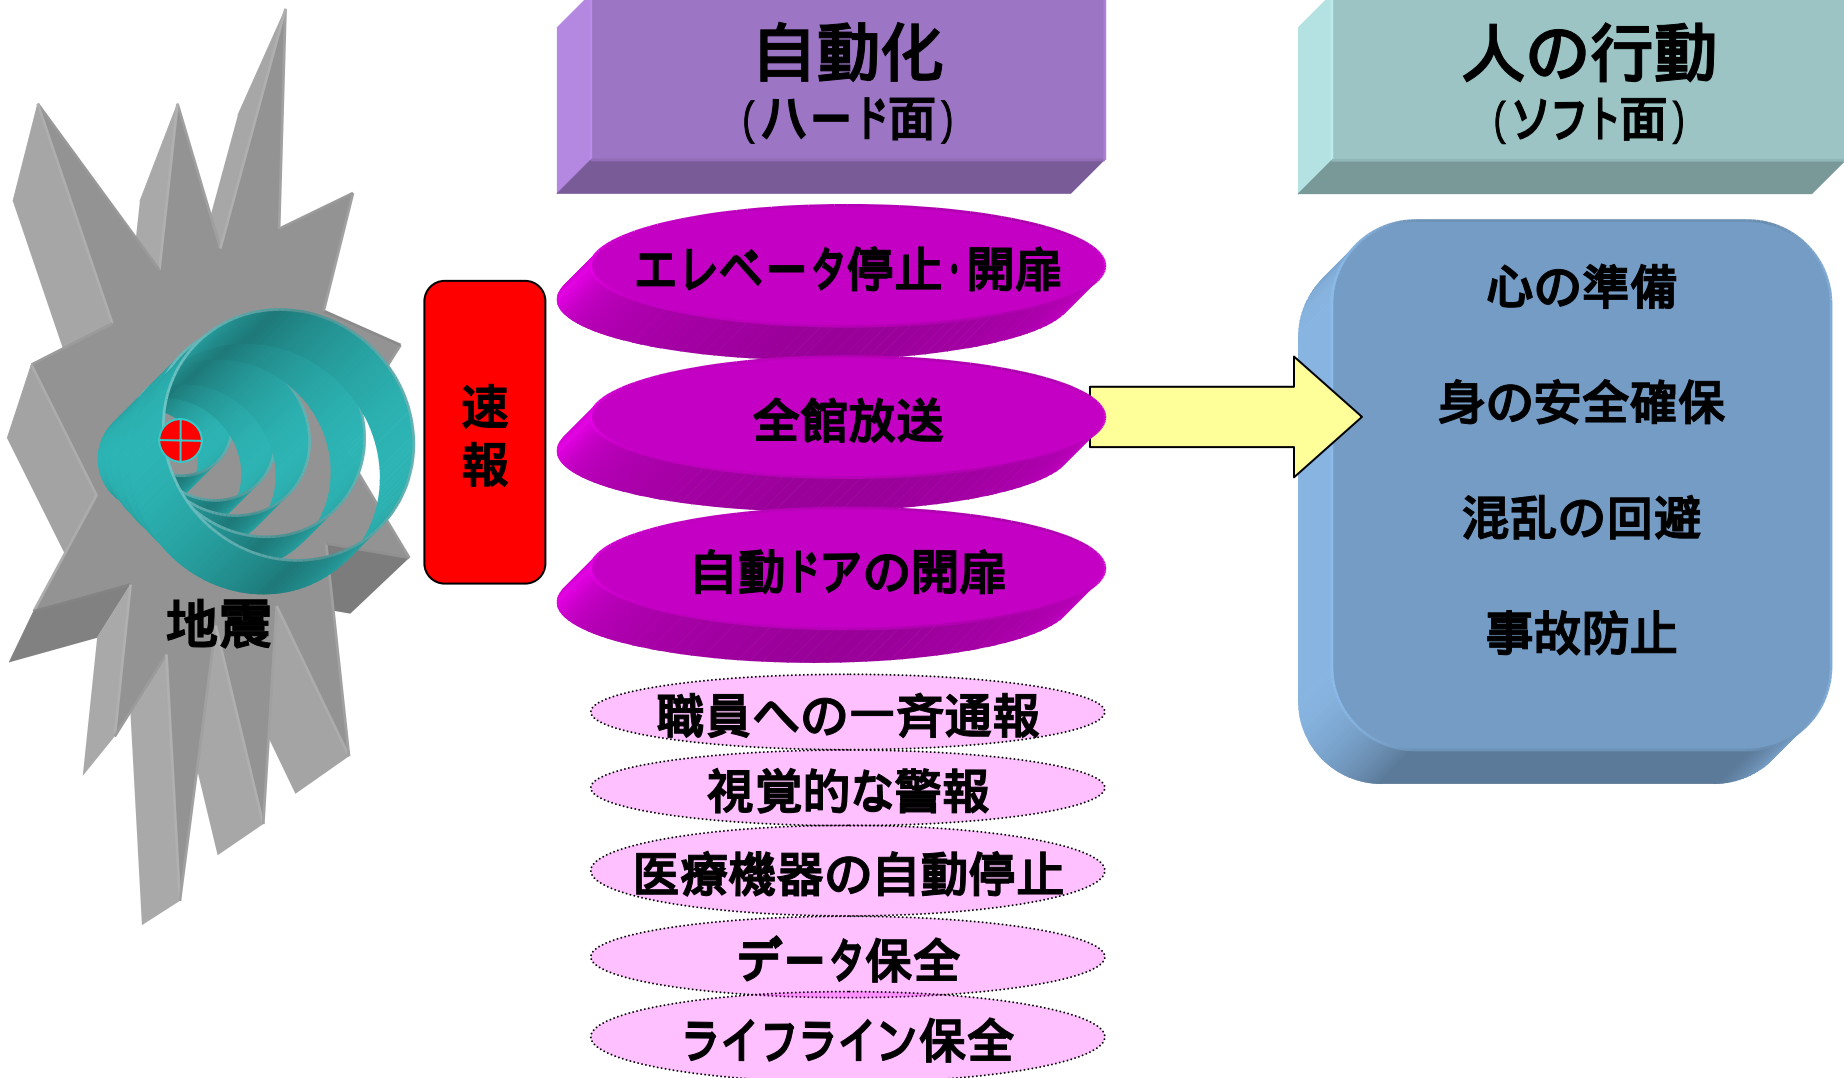 地震
速
報
自動化
(ハード面)
エレベータ停止・開扉
全館放送
自動ドアの開扉
職員への一斉通報
視覚的な警報
医療機器の自動停止
データ保全
ライフライン保全
人の行動
(ソフト面)
心の準備
身の安全確保
混乱の回避
事故防止